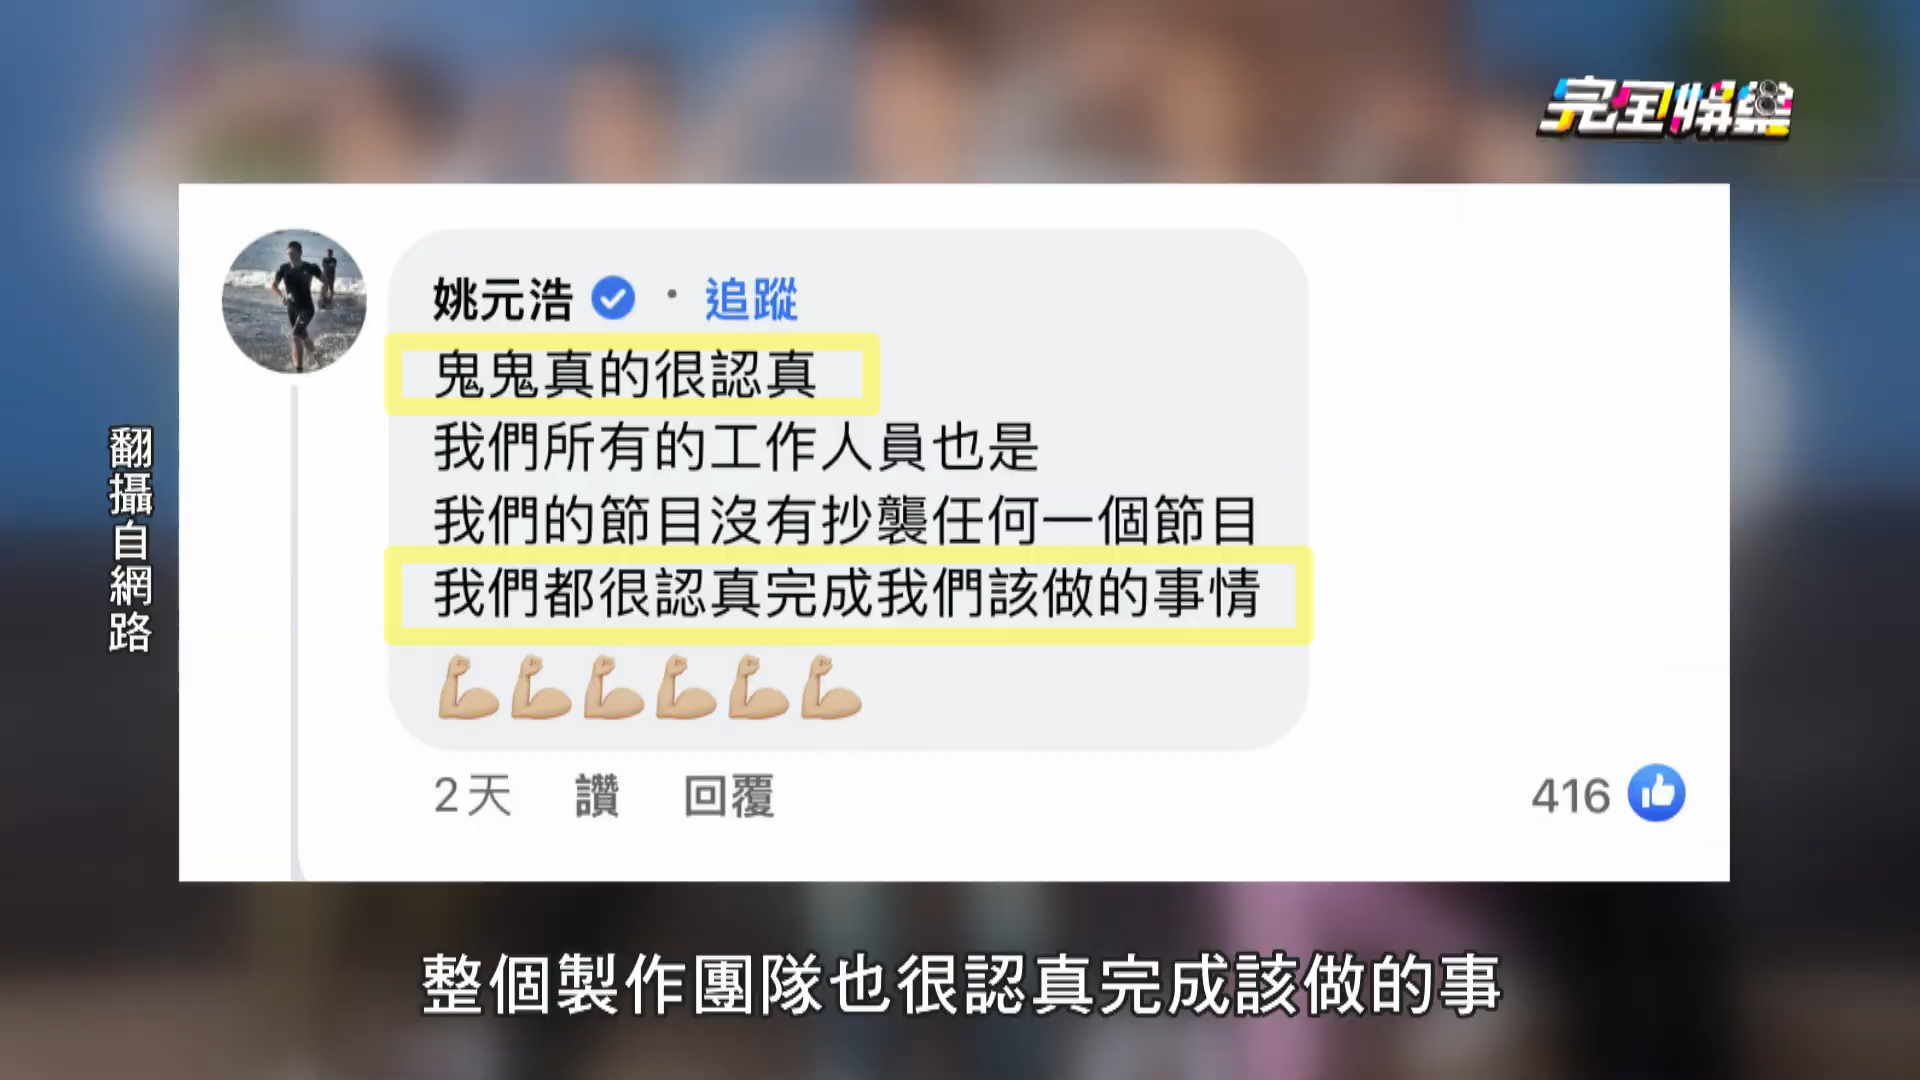 完全娛樂
姚元浩 · 追蹤
鬼鬼真的很認真
我們所有的工作人員也是
我們的節目沒有抄襲任何一個節目
我們都很認真完成我們該做的事情
💪🏼💪🏼💪🏼💪🏼💪🏼💪🏼
2天 讚 回覆
416
翻攝自網路
整個製作團隊也很認真完成該做的事